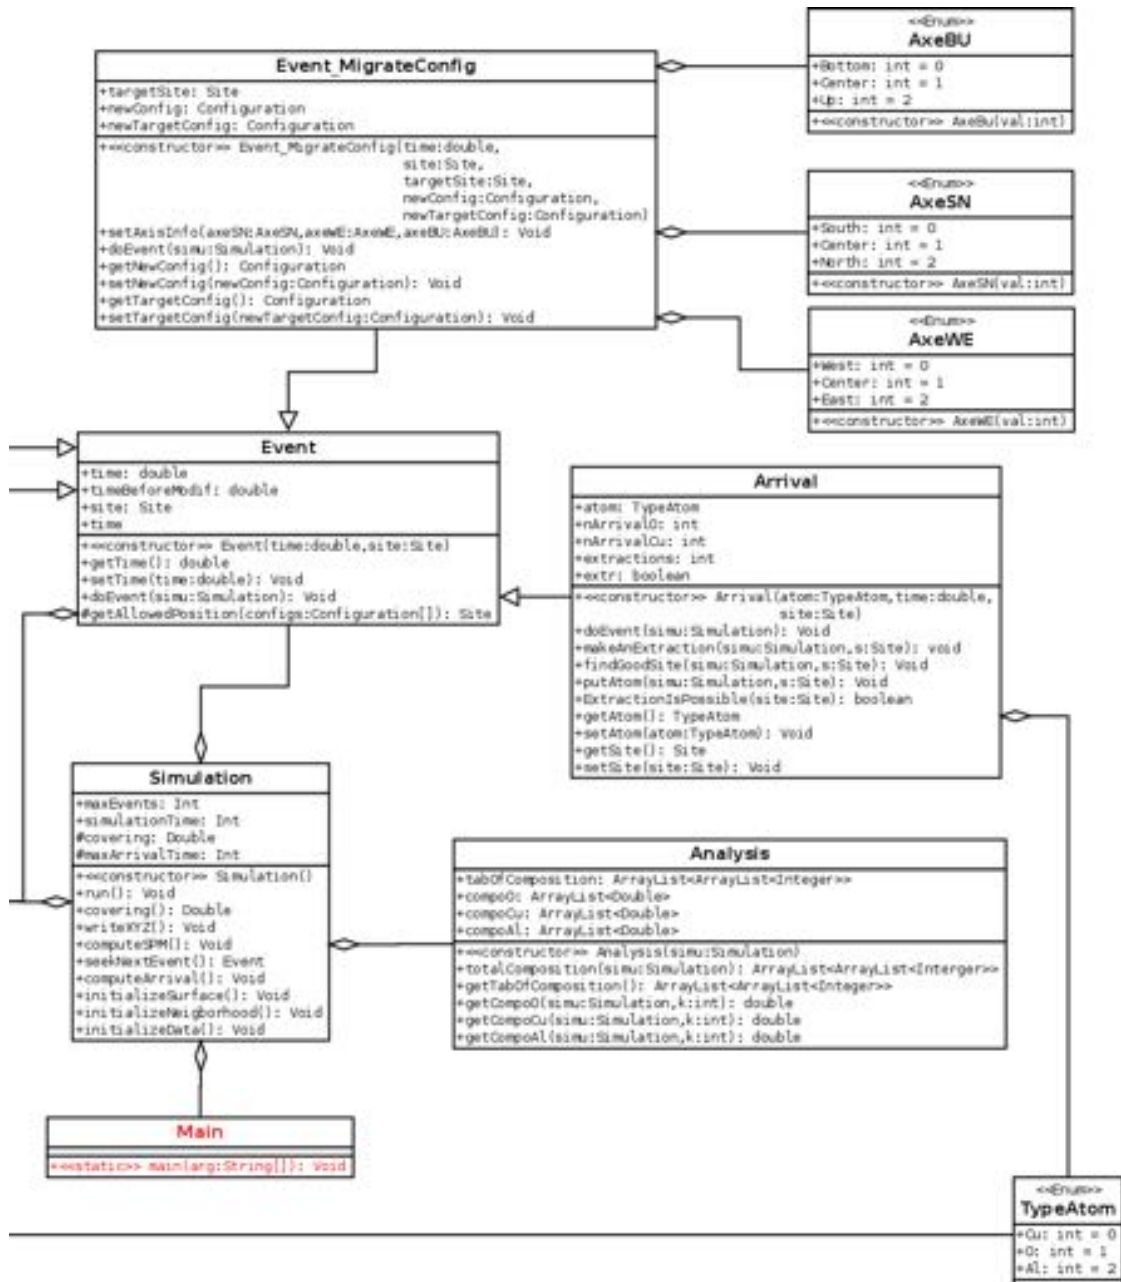 Event_MigrateConfig
+targetSite: Site
+newConfig: Configuration
+newTargetConfig: Configuration
+<<constructor>> Event_MigrateConfig(time:double,
site:Site,
targetSite:Site,
newConfig:Configuration,
newTargetConfig:Configuration)
+setAxisInfo(axeSN:AxeSN,axeWE:AxeWE,axeBU:AxeBU): Void
+doEvent(simu:Simulation): Void
+getNewConfig(): Configuration
+setNewConfig(newConfig:Configuration): Void
+getTargetConfig(): Configuration
+setTargetConfig(newTargetConfig:Configuration): Void
<<Enum>>
AxeBU
+Bottom: int = 0
+Center: int = 1
+Up: int = 2
+<<constructor>> AxeBu(val:int)
<<Enum>>
AxeSN
+South: int = 0
+Center: int = 1
+North: int = 2
+<<constructor>> AxeSN(val:int)
<<Enum>>
AxeWE
+West: int = 0
+Center: int = 1
+East: int = 2
+<<constructor>> AxeWE(val:int)
Event
+time: double
+timeBeforeModif: double
+site: Site
+time
+<<constructor>> Event(time:double,site:Site)
+getTime(): double
+setTime(time:double): Void
+doEvent(simu:Simulation): Void
#getAllowedPosition(configs:Configuration[]): Site
Arrival
+atom: TypeAtom
+nArrivalO: int
+nArrivalCu: int
+extractions: int
+extr: boolean
+<<constructor>> Arrival(atom:TypeAtom,time:double,
site:Site)
+doEvent(simu:Simulation): Void
+makeAnExtraction(simu:Simulation,s:Site): void
+findGoodSite(simu:Simulation,s:Site): Void
+putAtom(simu:Simulation,s:Site): Void
+ExtractionIsPossible(site:Site): boolean
+getAtom(): TypeAtom
+setAtom(atom:TypeAtom): Void
+getSite(): Site
+setSite(site:Site): Void
Simulation
+maxEvents: Int
+simulationTime: Int
#covering: Double
#maxArrivalTime: Int
+<<constructor>> Simulation()
+run(): Void
+covering(): Double
+writeXYZ(): Void
+computeSPM(): Void
+seekNextEvent(): Event
+computeArrival(): Void
+initializeSurface(): Void
+initializeNeigborhood(): Void
+initializeData(): Void
Analysis
+tabOfComposition: ArrayList<ArrayList<Integer>>
+compoO: ArrayList<Double>
+compoCu: ArrayList<Double>
+compoAl: ArrayList<Double>
+<<constructor>> Analysis(simu:Simulation)
+totalComposition(simu:Simulation): ArrayList<ArrayList<Interger>>
+getTabOfComposition(): ArrayList<ArrayList<Integer>>
+getCompoO(simu:Simulation,k:int): double
+getCompoCu(simu:Simulation,k:int): double
+getCompoAl(simu:Simulation,k:int): double
Main
+<<static>> main(arg:String[]): Void
<<Enum>>
TypeAtom
+Cu: int = 0
+O: int = 1
+Al: int = 2